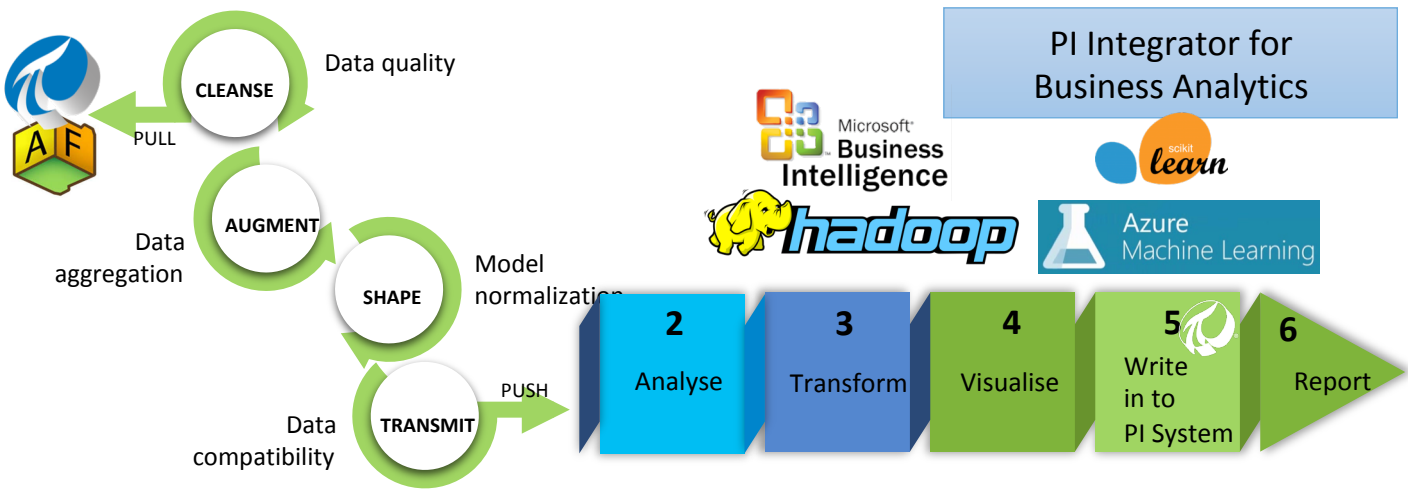 PI Integrator for
Business Analytics
CLEANSE
Data quality
PULL
A F
AUGMENT
Data
aggregation
SHAPE
Model
normalization
TRANSMIT
PUSH
Data
compatibility
Microsoft®
Business
Intelligence™
hadoop
scikit
learn
Azure
Machine Learning
2
Analyse
3
Transform
4
Visualise
5
Write
in to
PI System
6
Report